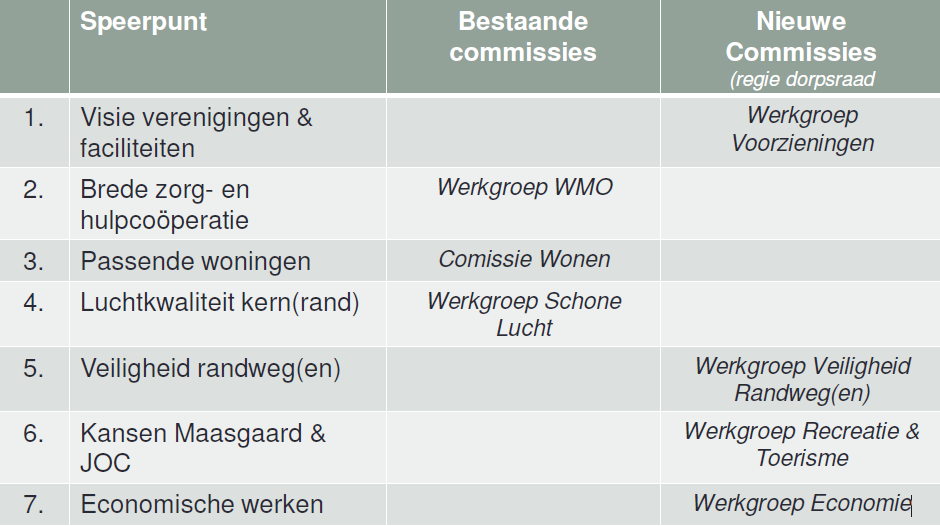 Speerpunt
Bestaande
commissies
Nieuwe
Commissies
(regie dorpsraad
1.
Visie verenigingen &
faciliteiten
Werkgroep
Voorzieningen
2.
Brede zorg- en
hulpcoöperatie
Werkgroep WMO
3.
Passende woningen
Comissie Wonen
4.
Luchtkwaliteit kern(rand)
Werkgroep Schone
Lucht
5.
Veiligheid randweg(en)
Werkgroep Veiligheid
Randweg(en)
6.
Kansen Maasgaard &
JOC
Werkgroep Recreatie &
Toerisme
7.
Economische werken
Werkgroep Economie